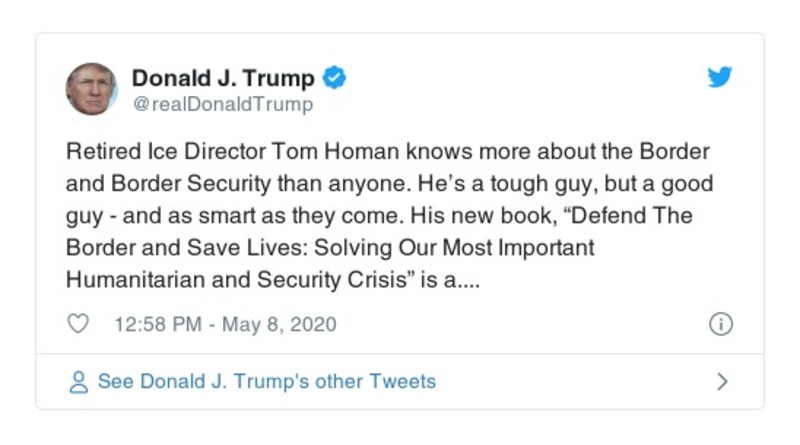 Donald J. Trump
@realDonaldTrump
Retired Ice Director Tom Homan knows more about the Border
and Border Security than anyone. He’s a tough guy, but a good
guy - and as smart as they come. His new book, “Defend The
Border and Save Lives: Solving Our Most Important
Humanitarian and Security Crisis” is a....
12:58 PM - May 8, 2020
See Donald J. Trump's other Tweets